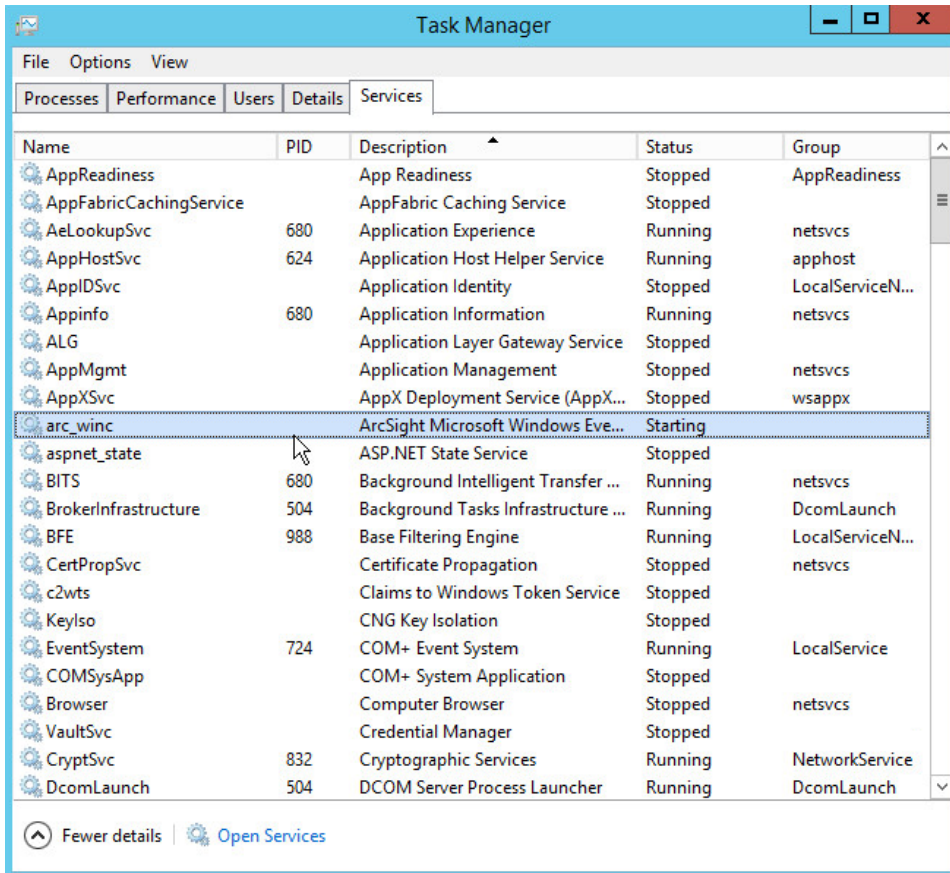 Task Manager
File Options View
Processes Performance Users Details Services
Name PID Description Status Group
AppReadiness App Readiness Stopped AppReadiness
AppFabricCachingService AppFabric Caching Service Stopped
AeLookupSvc 680 Application Experience Running netsvcs
AppHostSvc 624 Application Host Helper Service Running apphost
AppIDSvc Application Identity Stopped LocalServiceN...
Appinfo 680 Application Information Running netsvcs
ALG Application Layer Gateway Service Stopped
AppMgmt Application Management Stopped netsvcs
AppXSvc AppX Deployment Service (AppX... Stopped wsappx
arc_winc ArcSight Microsoft Windows Eve... Starting
aspnet_state ASP.NET State Service Stopped
BITS 680 Background Intelligent Transfer ... Running netsvcs
BrokerInfrastructure 504 Background Tasks Infrastructure ... Running DcomLaunch
BFE 988 Base Filtering Engine Running LocalServiceN...
CertPropSvc Certificate Propagation Stopped netsvcs
c2wts Claims to Windows Token Service Stopped
KeyIso CNG Key Isolation Stopped
EventSystem 724 COM+ Event System Running LocalService
COMSysApp COM+ System Application Stopped
Browser Computer Browser Stopped netsvcs
VaultSvc Credential Manager Stopped
CryptSvc 832 Cryptographic Services Running NetworkService
DcomLaunch 504 DCOM Server Process Launcher Running DcomLaunch
Fewer details Open Services